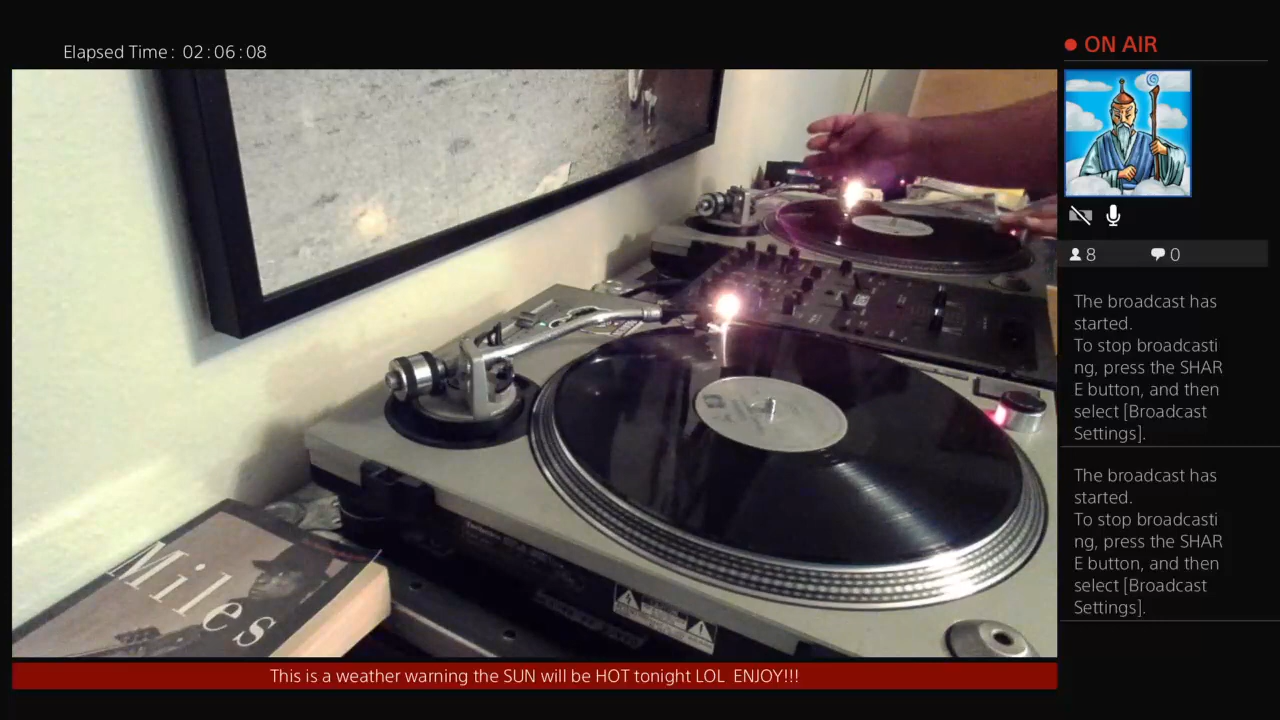 Elapsed Time: 02:06:08
ON AIR
8
0
The broadcast has
started.
To stop broadcasti
ng, press the SHAR
E button, and then
select [Broadcast
Settings].
The broadcast has
started.
To stop broadcasti
ng, press the SHAR
E button, and then
select [Broadcast
Settings].
Miles
This is a weather warning the SUN will be HOT tonight LOL  ENJOY!!!